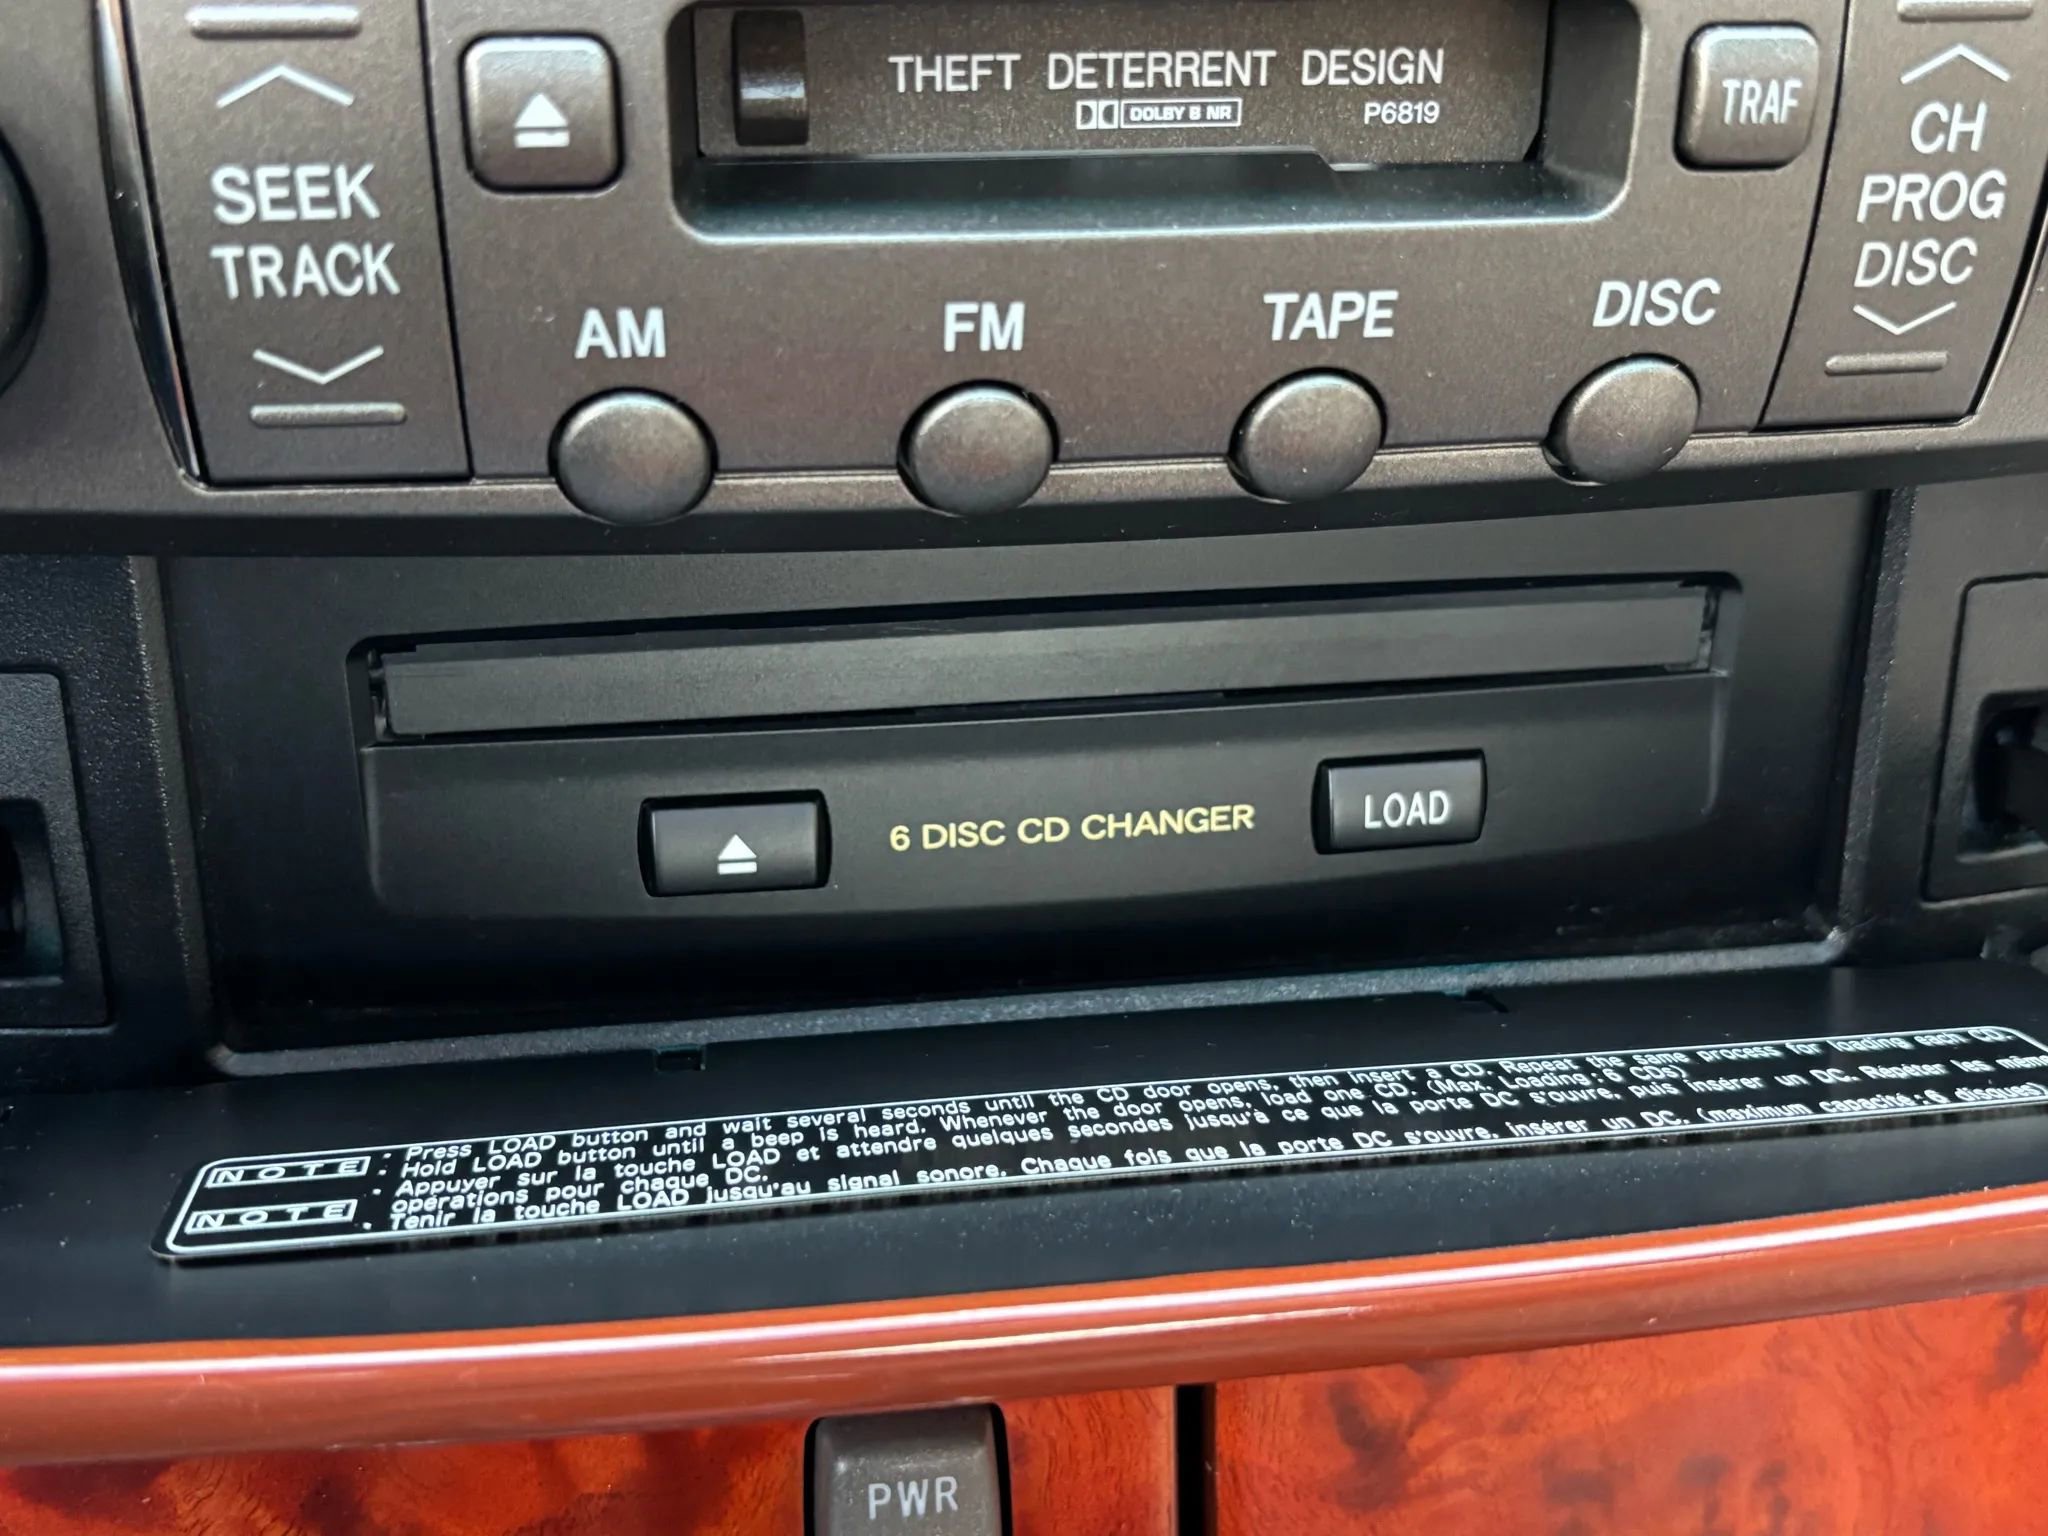 THEFT DETERRENT DESIGN
DOLBY B NR P6819
TRAF
SEEK
TRACK
CH
PROG
DISC
AM FM TAPE DISC
6 DISC CD CHANGER
LOAD
NOTE
· Press LOAD button and wait several seconds until the CD door opens, then insert a CD. Repeat the same process for loading each CD.
· Hold LOAD button until a beep is heard. Whenever the door opens, load one CD. (Max. Loading : 6 CDs)
NOTE
· Appuyer sur la touche LOAD et attendre quelques secondes jusqu'à ce que la porte DC s'ouvre, puis insérer un DC. Répéter les même
opérations pour chaque DC.
· Tenir la touche LOAD jusqu'au signal sonore. Chaque fois que la porte DC s'ouvre, insérer un DC. (maximum capacité : 6 disques)
PWR